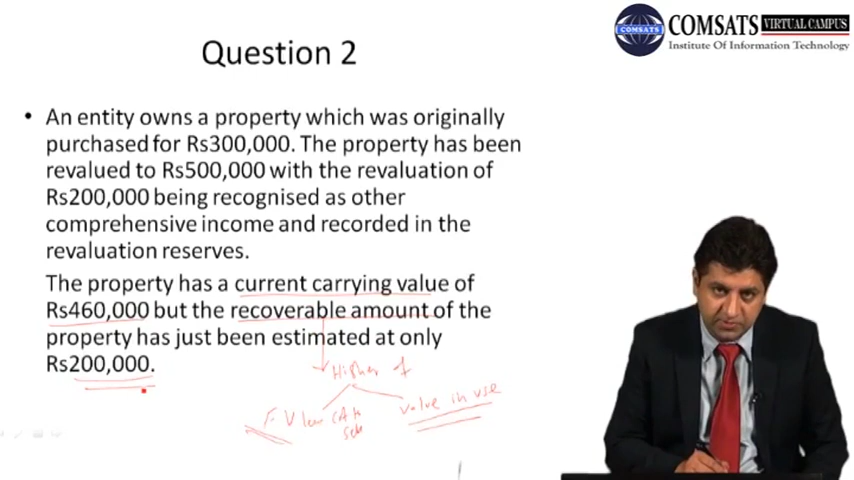 COMSATS VIRTUAL CAMPUS
Institute Of Information Technology
COMSATS
Question 2
• An entity owns a property which was originally
purchased for Rs300,000. The property has been
revalued to Rs500,000 with the revaluation of
Rs200,000 being recognised as other
comprehensive income and recorded in the
revaluation reserves.
The property has a current carrying value of
Rs460,000 but the recoverable amount of the
property has just been estimated at only
Rs200,000.
Higher of
F.V less
value in use